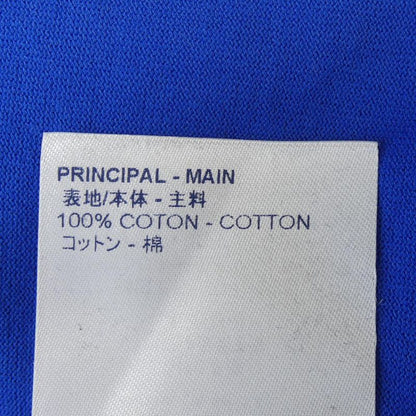 PRINCIPAL - MAIN
表地/本体 - 主料
100% COTON - COTTON
コットン - 棉